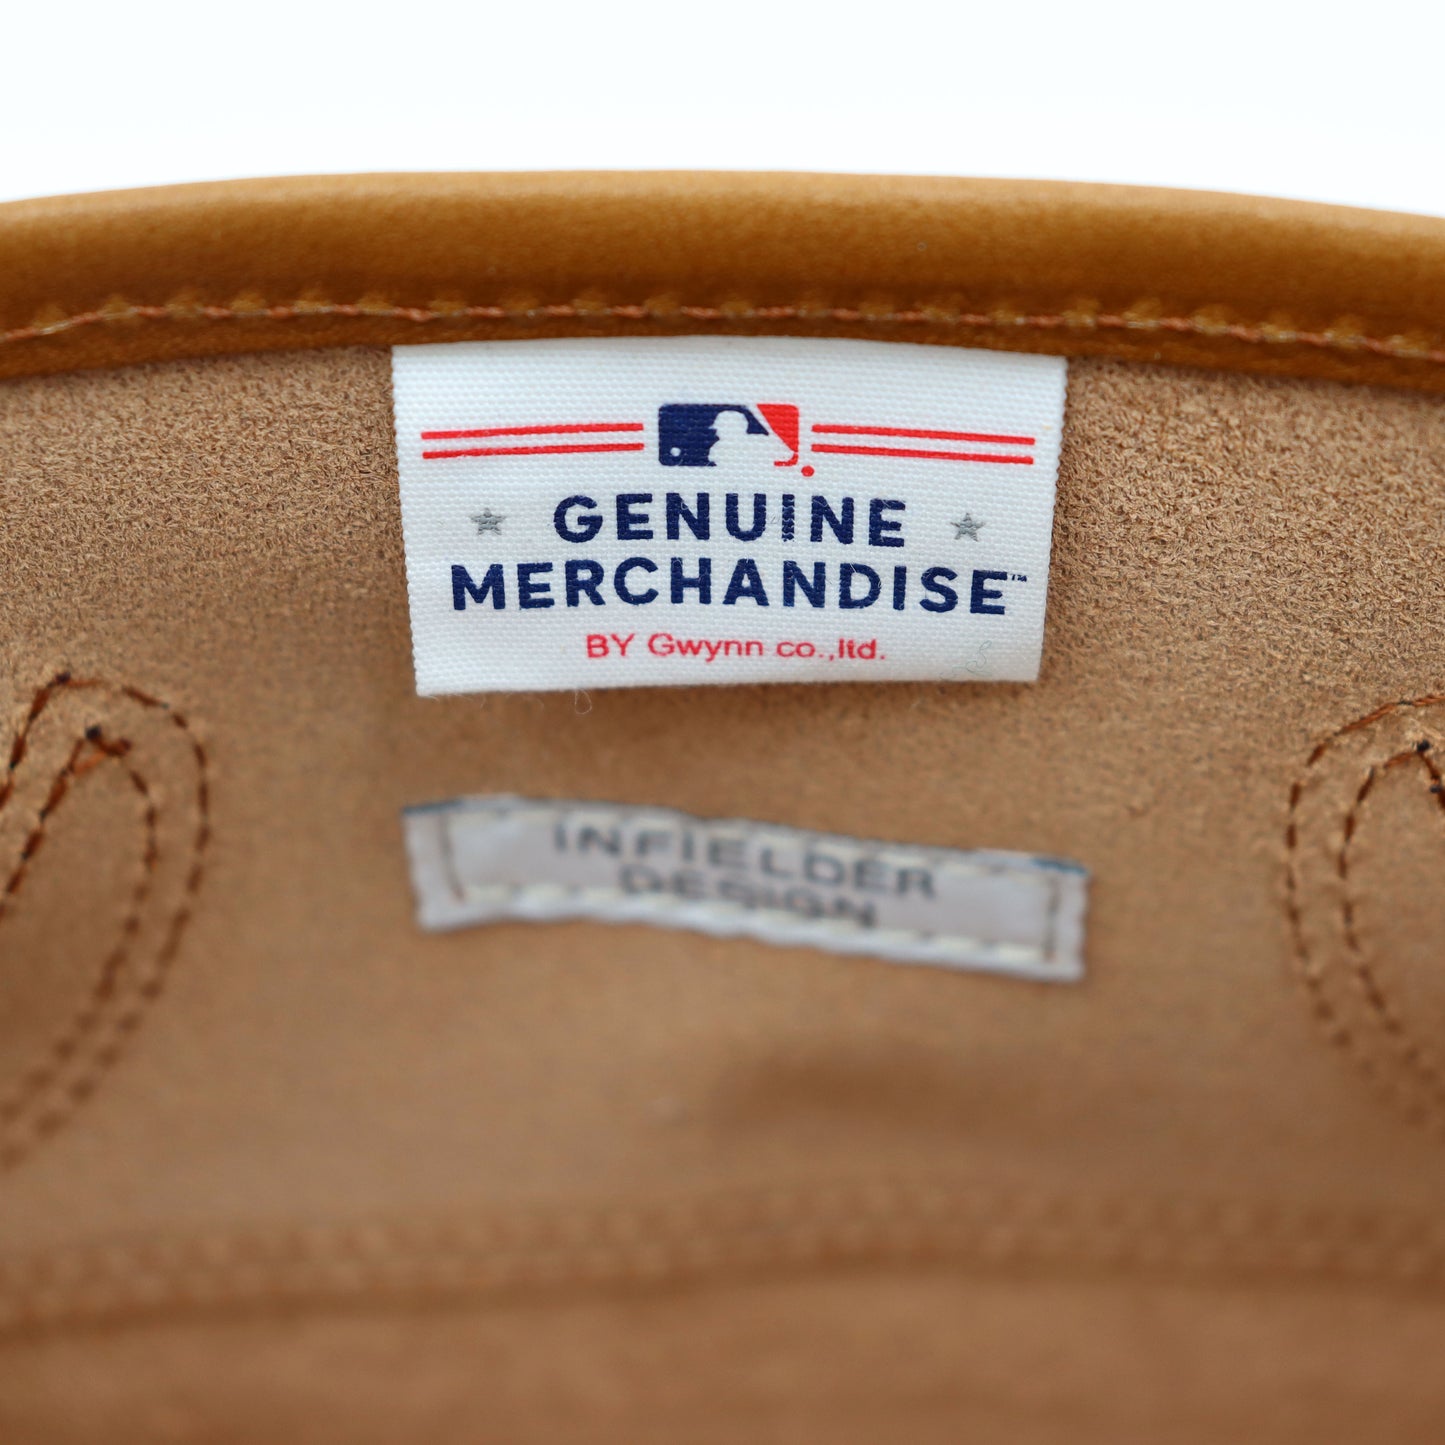 GENUINE
MERCHANDISE™
BY Gwynn co.,ltd.
INFIELDER
DESIGN